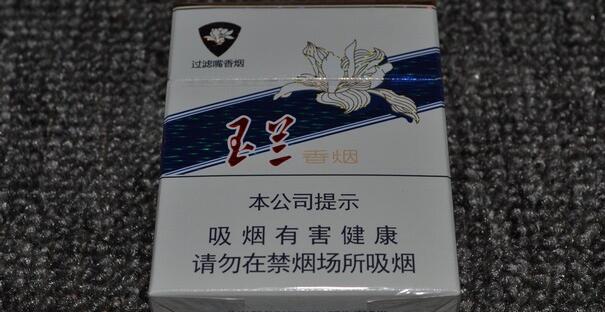 过滤嘴香烟
玉兰 香烟
本公司提示
吸烟有害健康
请勿在禁烟场所吸烟